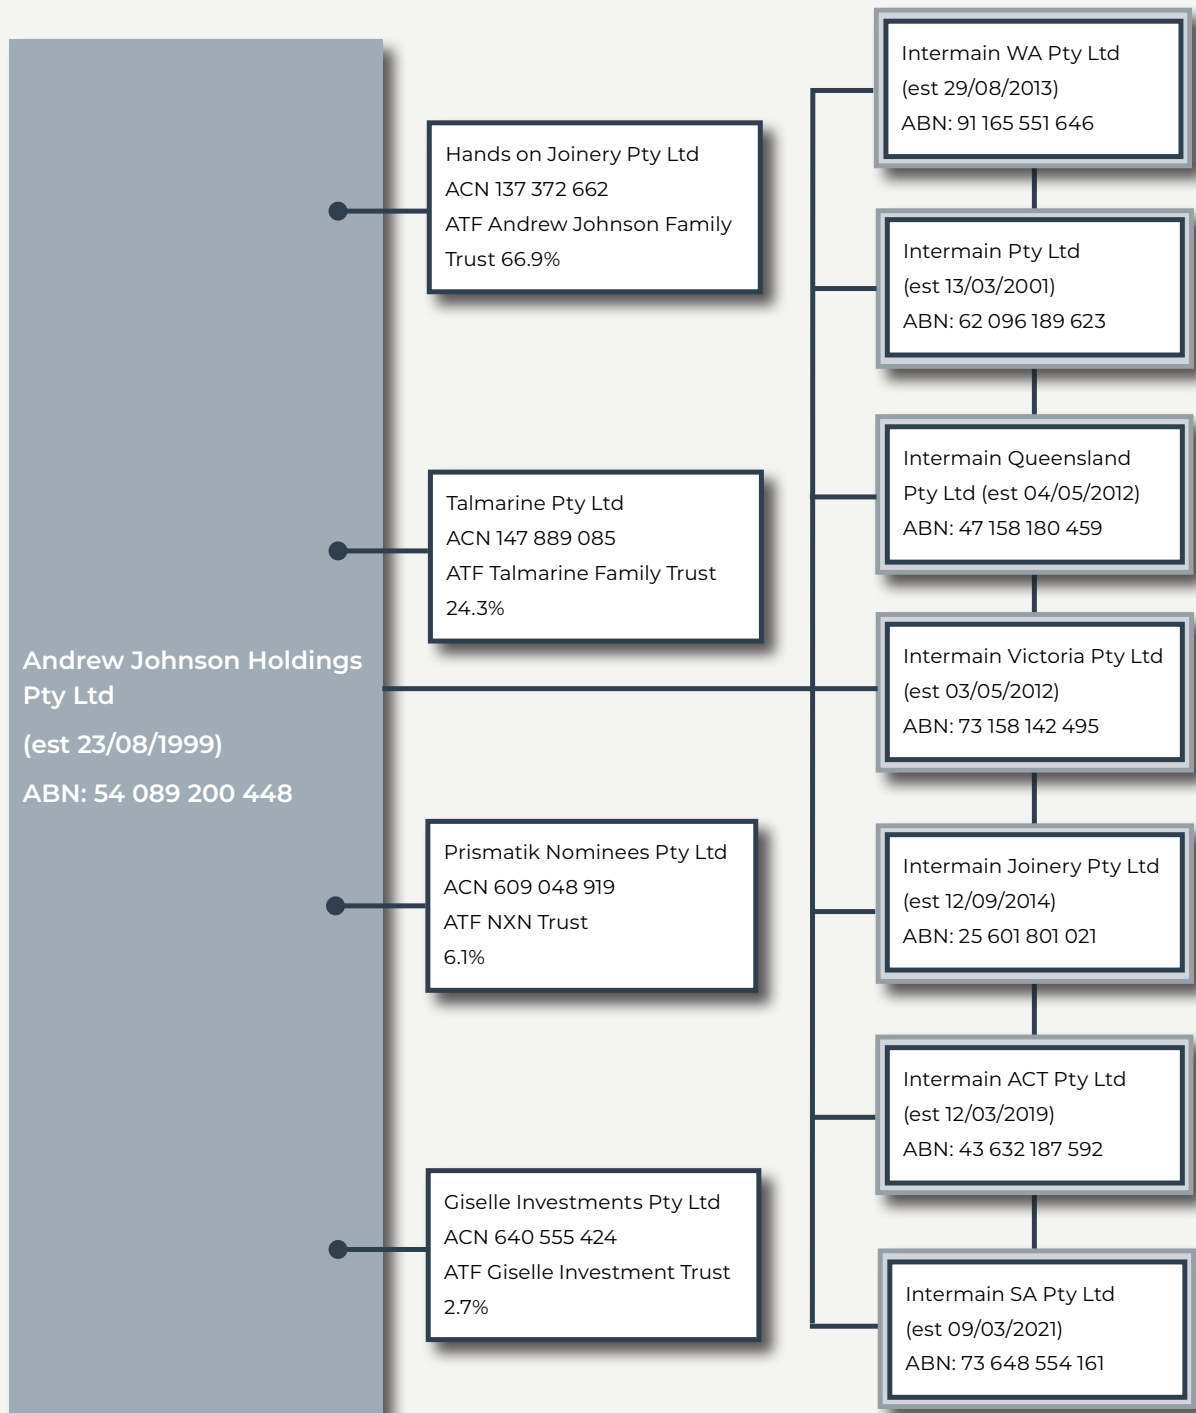 Andrew Johnson Holdings
Pty Ltd
(est 23/08/1999)
ABN: 54 089 200 448
Hands on Joinery Pty Ltd
ACN 137 372 662
ATF Andrew Johnson Family
Trust 66.9%
Talmarine Pty Ltd
ACN 147 889 085
ATF Talmarine Family Trust
24.3%
Prismatik Nominees Pty Ltd
ACN 609 048 919
ATF NXN Trust
6.1%
Giselle Investments Pty Ltd
ACN 640 555 424
ATF Giselle Investment Trust
2.7%
Intermain WA Pty Ltd
(est 29/08/2013)
ABN: 91 165 551 646
Intermain Pty Ltd
(est 13/03/2001)
ABN: 62 096 189 623
Intermain Queensland
Pty Ltd (est 04/05/2012)
ABN: 47 158 180 459
Intermain Victoria Pty Ltd
(est 03/05/2012)
ABN: 73 158 142 495
Intermain Joinery Pty Ltd
(est 12/09/2014)
ABN: 25 601 801 021
Intermain ACT Pty Ltd
(est 12/03/2019)
ABN: 43 632 187 592
Intermain SA Pty Ltd
(est 09/03/2021)
ABN: 73 648 554 161